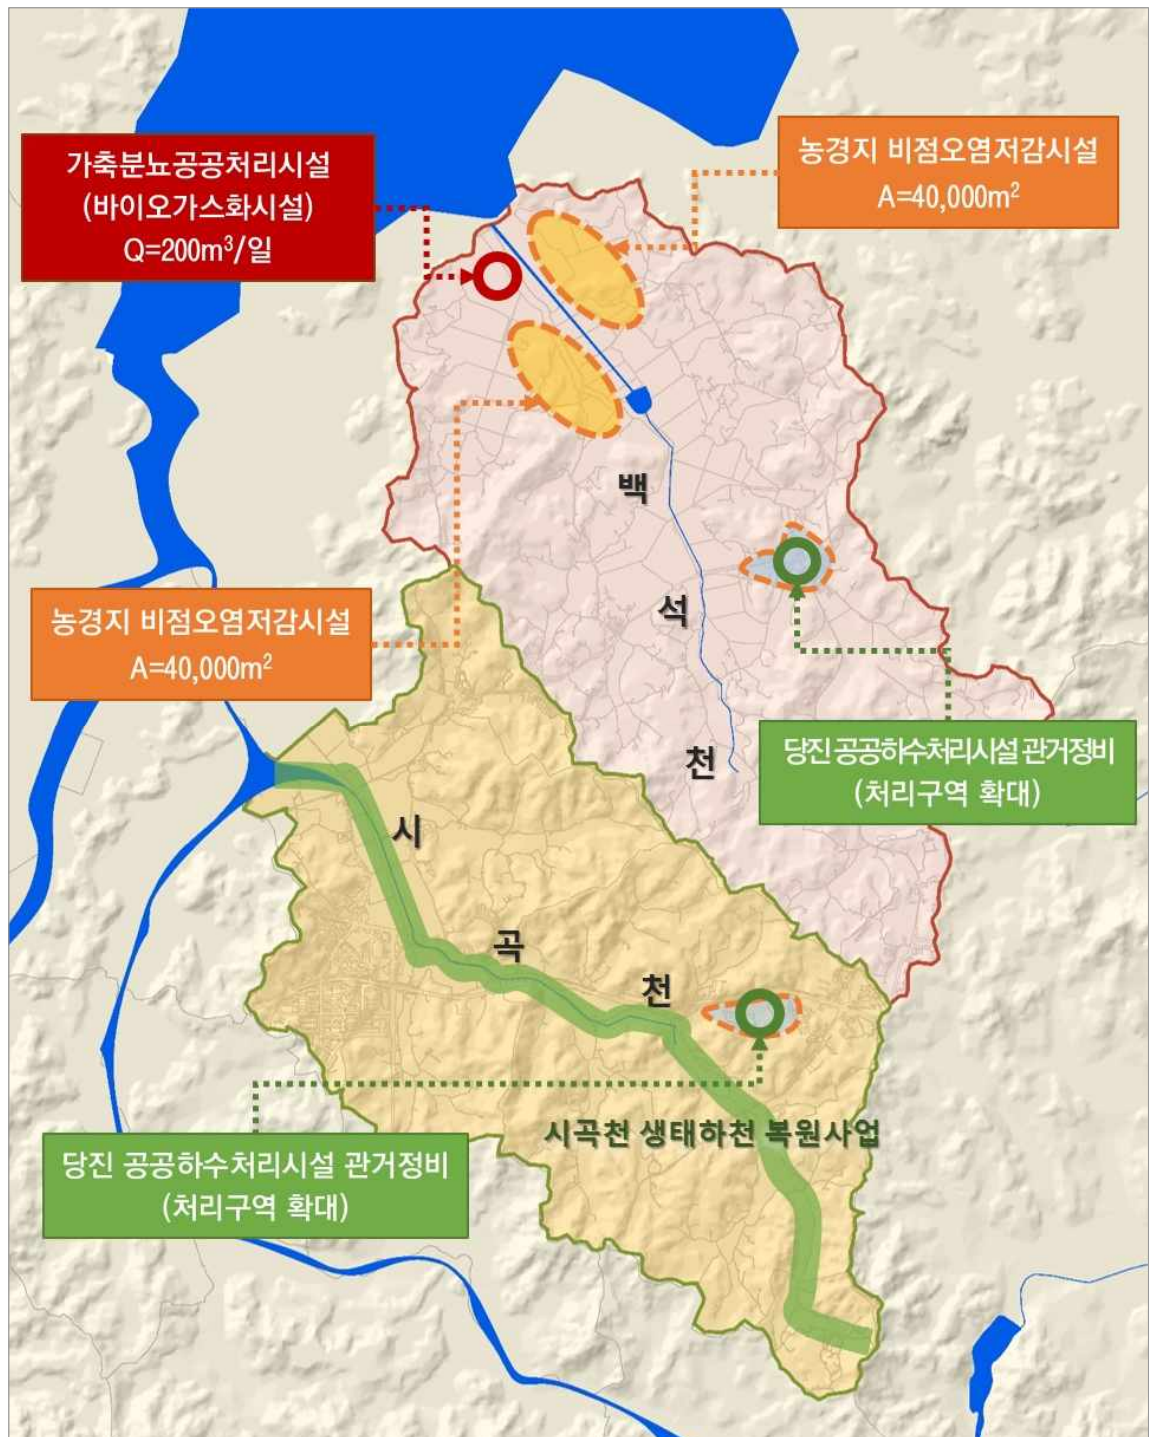 가축분뇨공공처리시설
(바이오가스화시설)
Q=200m³/일
농경지 비점오염저감시설
A=40,000m²
백
석
천
농경지 비점오염저감시설
A=40,000m²
당진 공공하수처리시설 관거정비
(처리구역 확대)
시
곡
천
시곡천 생태하천 복원사업
당진 공공하수처리시설 관거정비
(처리구역 확대)